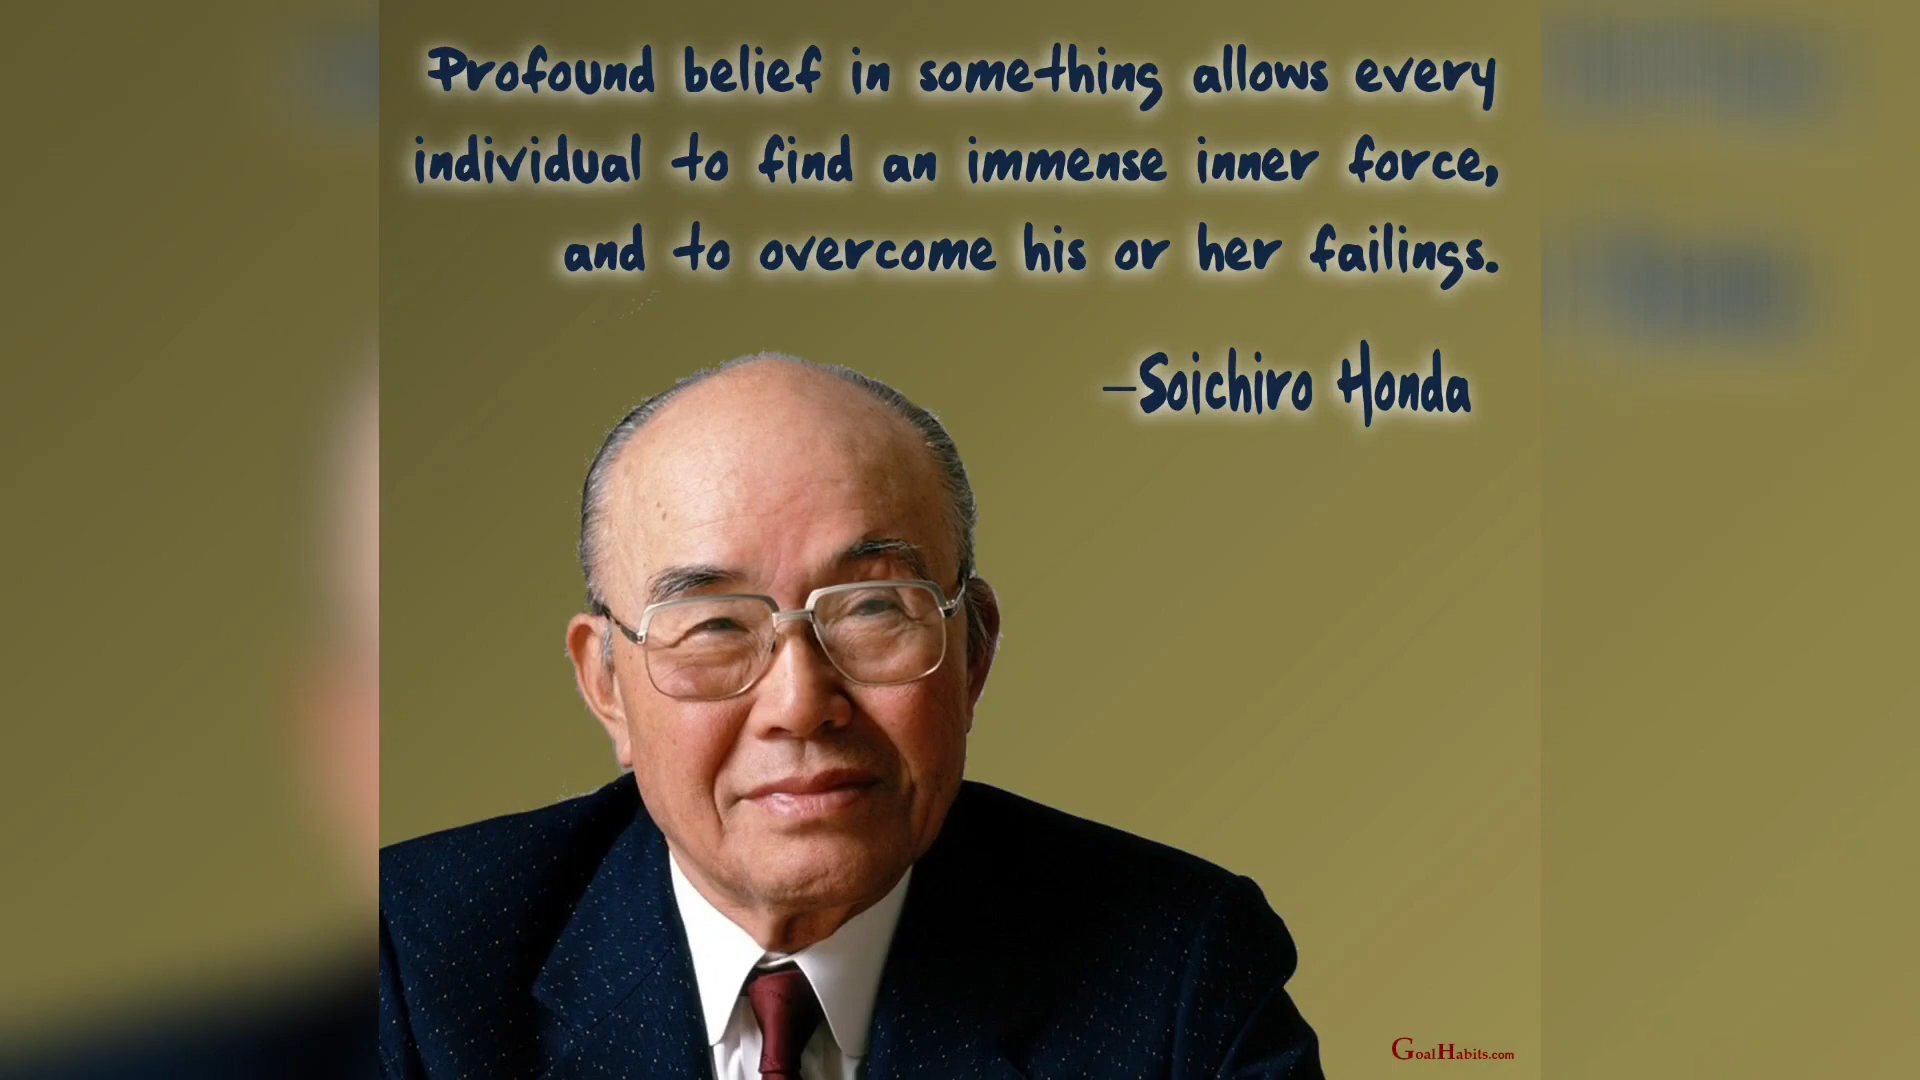 Profound belief in something allows every
individual to find an immense inner force,
and to overcome his or her failings.
–Soichiro Honda
GoalHabits.com